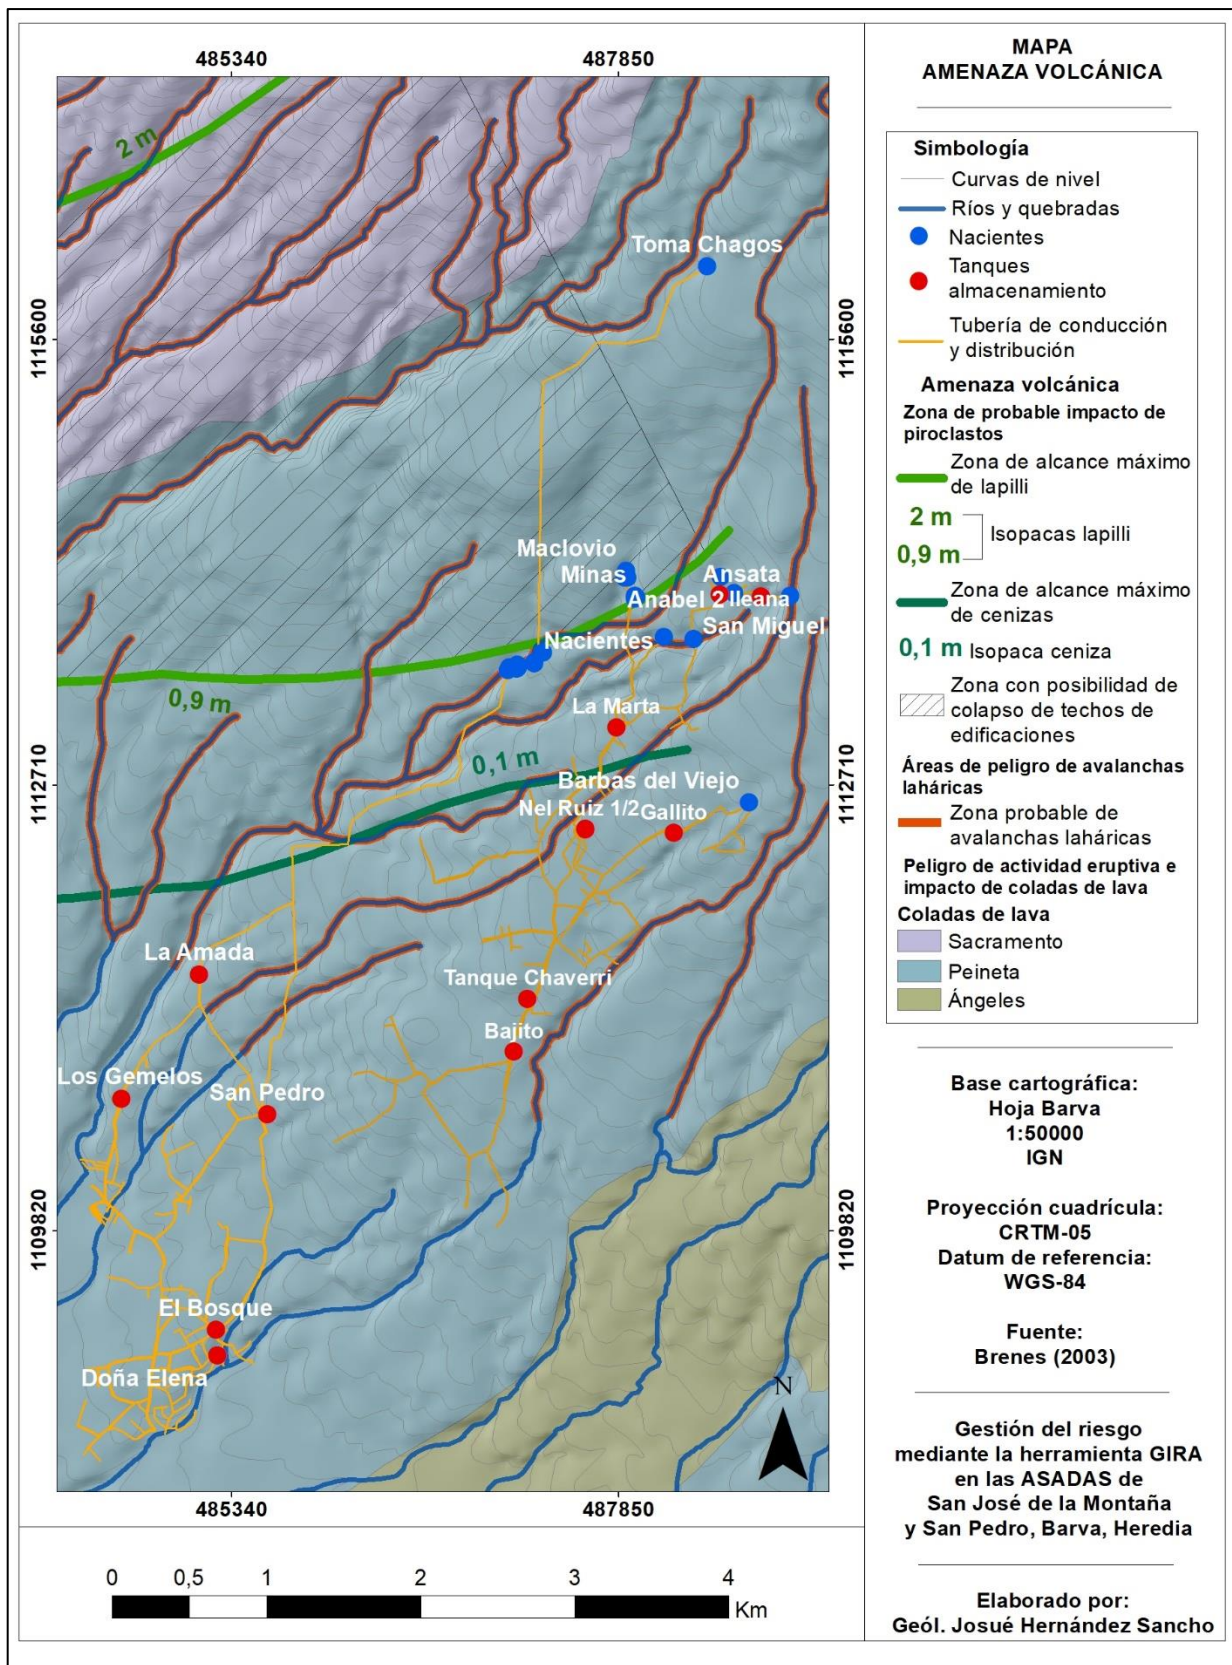 MAPA
AMENAZA VOLCÁNICA
Simbología
Curvas de nivel
Ríos y quebradas
Nacientes
Tanques
almacenamiento
Tubería de conducción
y distribución
Amenaza volcánica
Zona de probable impacto de
piroclastos
Zona de alcance máximo
de lapilli
2 m
0,9 m
Isopacas lapilli
Zona de alcance máximo
de cenizas
0,1 m Isopaca ceniza
Zona con posibilidad de
colapso de techos de
edificaciones
Áreas de peligro de avalanchas
laháricas
Zona probable de
avalanchas laháricas
Peligro de actividad eruptiva e
impacto de coladas de lava
Coladas de lava
Sacramento
Peineta
Ángeles
Base cartográfica:
Hoja Barva
1:50000
IGN
Proyección cuadrícula:
CRTM-05
Datum de referencia:
WGS-84
Fuente:
Brenes (2003)
Gestión del riesgo
mediante la herramienta GIRA
en las ASADAS de
San José de la Montaña
y San Pedro, Barva, Heredia
Elaborado por:
Geól. Josué Hernández Sancho
485340
487850
2 m
Toma Chagos
1115600
1115600
Maclovio
Minas
Ansata
Anabel 2
Ileana
San Miguel
Nacientes
0,9 m
La Marta
0,1 m
1112710
1112710
Barbas del Viejo
Nel Ruiz 1/2
Gallito
La Amada
Tanque Chaverri
Bajito
Los Gemelos
San Pedro
1109820
1109820
El Bosque
Doña Elena
N
485340
487850
0
0,5
1
2
3
4
Km